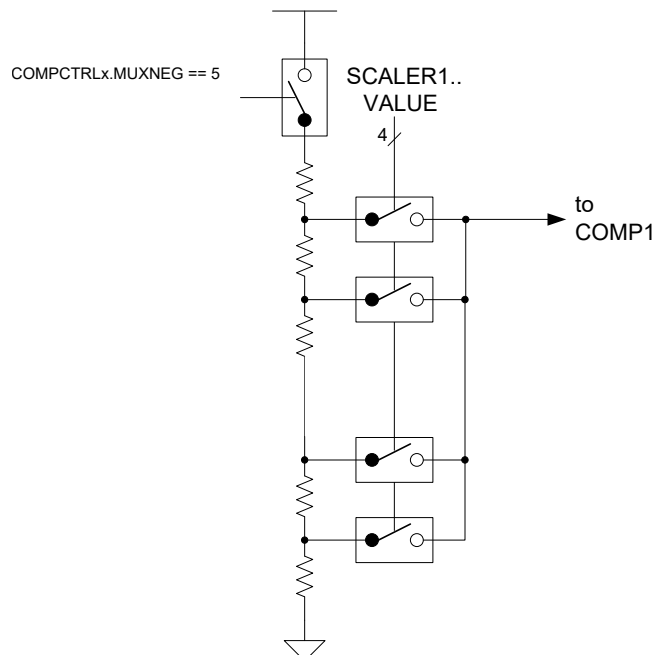 COMPCTRLx.MUXNEG == 5
SCALER1..
VALUE
4
to
COMP1